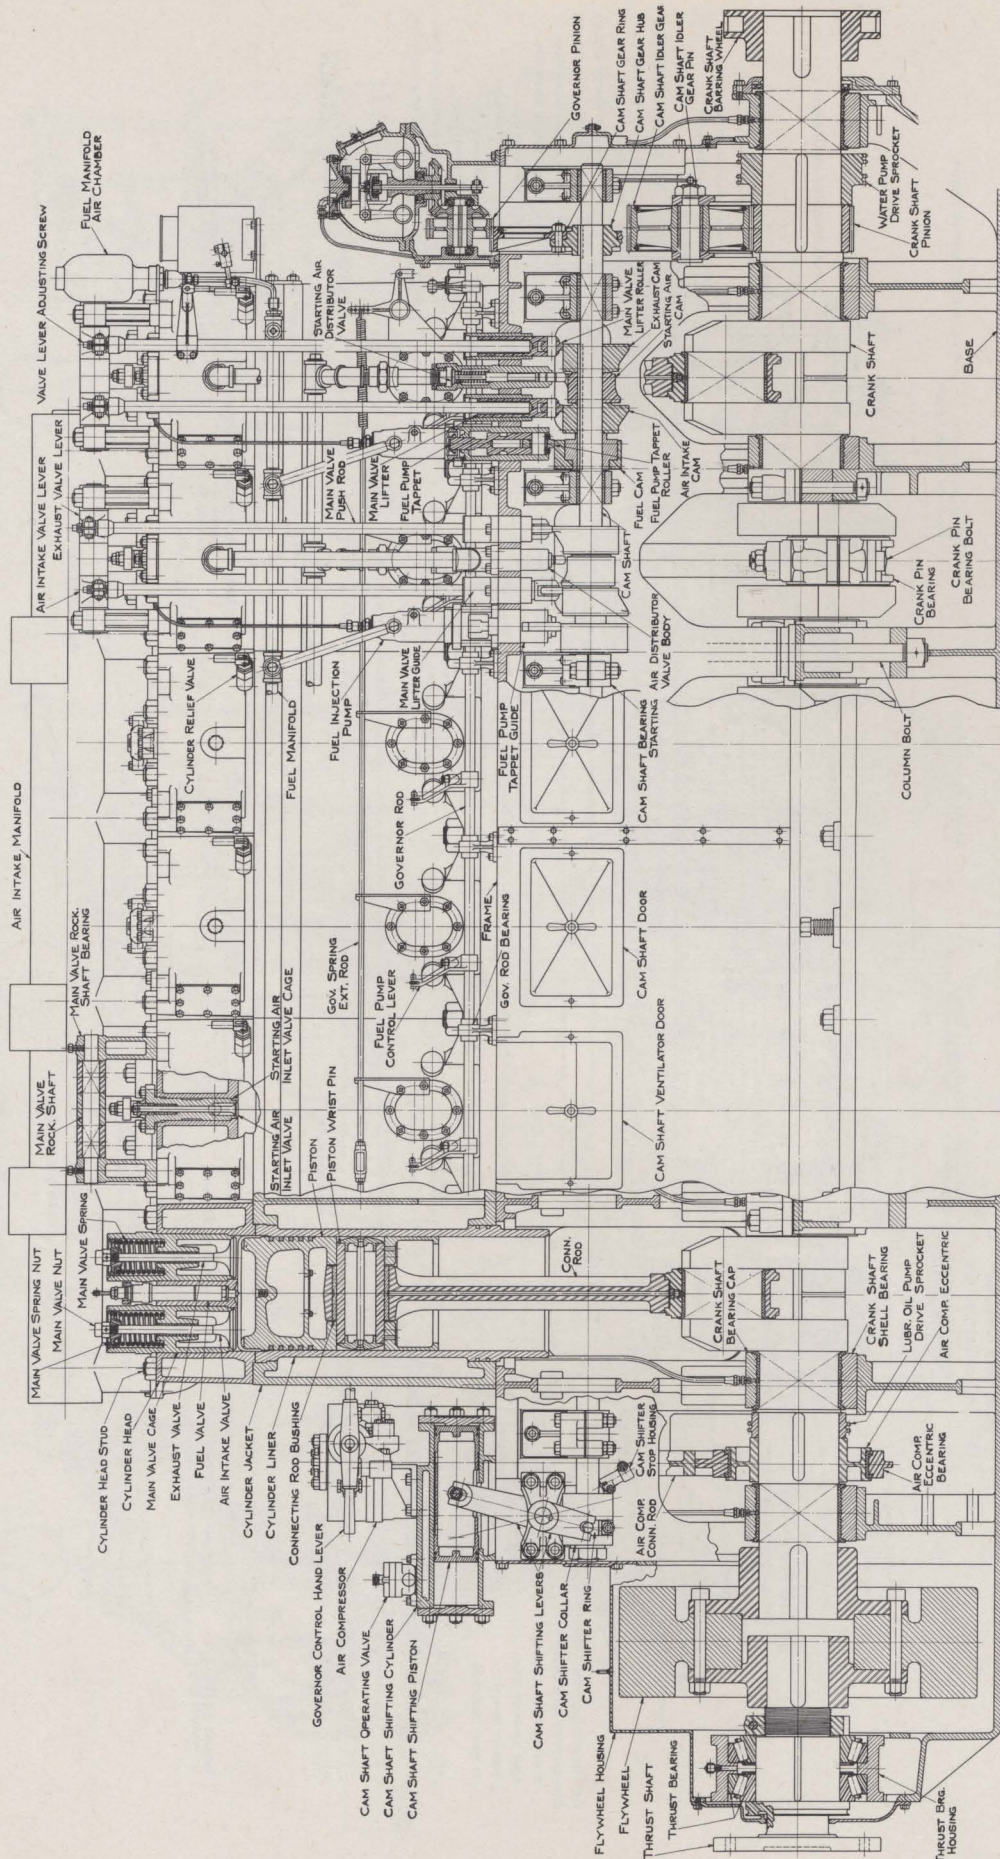 AIR INTAKE MANIFOLD
AIR INTAKE VALVE LEVER
EXHAUST VALVE LEVER
VALVE LEVER ADJUSTING SCREW
FUEL MANIFOLD
AIR CHAMBER
MAIN VALVE ROCK.
SHAFT BEARING
MAIN VALVE
ROCK. SHAFT
MAIN VALVE SPRING
MAIN VALVE NUT
MAIN VALVE SPRING NUT
CYLINDER HEAD STUD
CYLINDER HEAD
MAIN VALVE CAGE
EXHAUST VALVE
FUEL VALVE
AIR INTAKE VALVE
CYLINDER JACKET
CYLINDER LINER
CONNECTING ROD BUSHING
GOVERNOR CONTROL HAND LEVER
AIR COMPRESSOR
CAM SHAFT OPERATING VALVE
CAM SHAFT SHIFTING CYLINDER
CAM SHAFT SHIFTING PISTON
STARTING AIR
INLET VALVE
STARTING AIR
INLET VALVE CAGE
PISTON
PISTON WRIST PIN
CYLINDER RELIEF VALVE
FUEL MANIFOLD
FUEL INJECTION
PUMP
GOV. SPRING
EXT. ROD
FUEL PUMP
CONTROL LEVER
GOVERNOR ROD
FRAME
GOV. ROD BEARING
MAIN VALVE
LIFTER GUIDE
MAIN VALVE
PUSH ROD
MAIN VALVE
LIFTER
FUEL PUMP
TAPPET
STARTING AIR
DISTRIBUTOR
VALVE
GOVERNOR PINION
CAM SHAFT GEAR RING
CAM SHAFT GEAR HUB
CAM SHAFT IDLER GEAR
CAM SHAFT IDLER
GEAR PIN
CRANK SHAFT
BARRING WHEEL
MAIN VALVE
LIFTER ROLLER
EXHAUST CAM
STARTING AIR
CAM
FUEL CAM
FUEL PUMP TAPPET
ROLLER
AIR INTAKE
CAM
CAM SHAFT
FUEL PUMP
TAPPET GUIDE
CAM SHAFT BEARING
STARTING AIR DISTRIBUTOR
VALVE BODY
CAM SHAFT DOOR
CAM SHAFT VENTILATOR DOOR
CONN.
ROD
CRANK SHAFT
BEARING CAP
CRANK SHAFT
SHELL BEARING
LUBR. OIL PUMP
DRIVE SPROCKET
AIR COMP. ECCENTRIC
AIR COMP.
ECCENTRIC
BEARING
AIR COMP.
CONN. ROD
CAM SHIFTER
STOP HOUSING
CAM SHAFT SHIFTING LEVERS
CAM SHIFTER COLLAR
CAM SHIFTER RING
FLYWHEEL HOUSING
FLYWHEEL
THRUST SHAFT
THRUST BEARING
THRUST BRG.
HOUSING
COLUMN BOLT
CRANK PIN
BEARING
CRANK PIN
BEARING BOLT
CRANK SHAFT
BASE
CRANK SHAFT
PINION
WATER PUMP
DRIVE SPROCKET